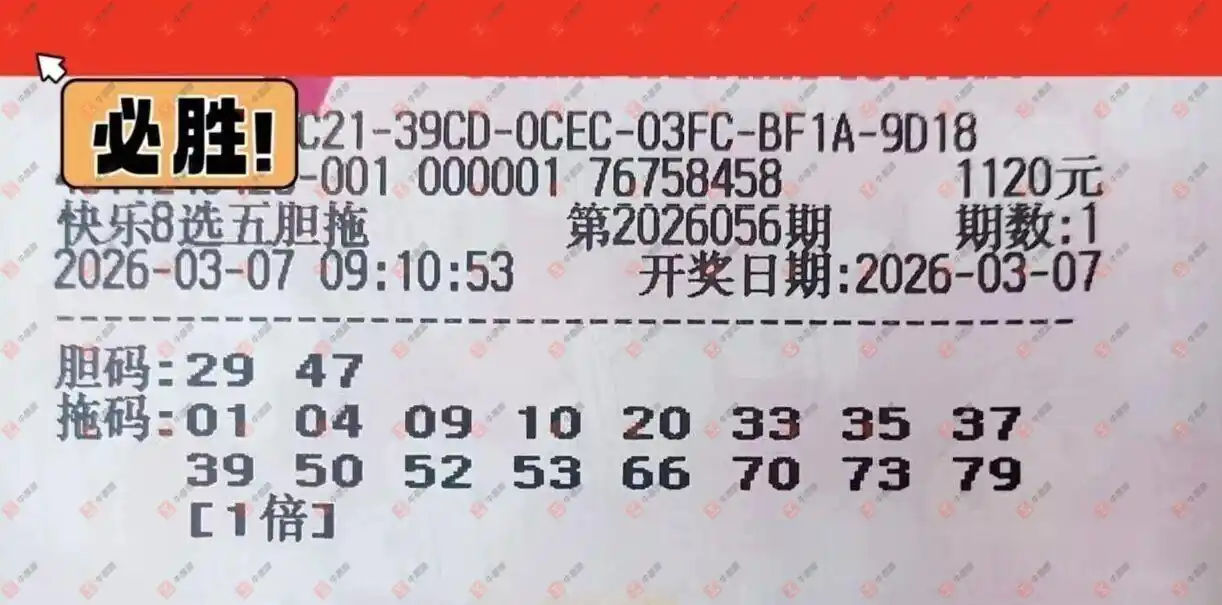 必胜!
C21-39CD-0CEC-03FC-BF1A-9D18
-001 000001 76758458 1120元
快乐8选五胆拖 第2026056期 期数:1
2026-03-07 09:10:53 开奖日期:2026-03-07
胆码:29 47
拖码:01 04 09 10 20 33 35 37
39 50 52 53 66 70 73 79
[1倍]